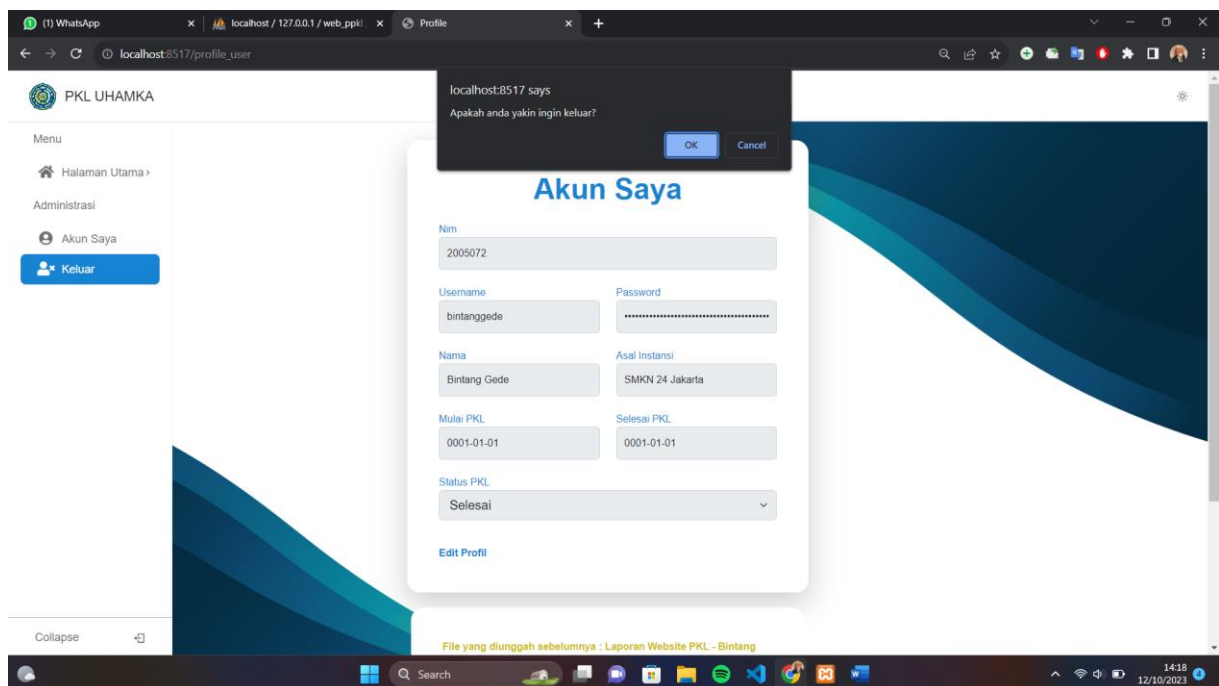 (1) WhatsApp
localhost / 127.0.0.1 / web_ppkl
Profile
localhost:8517/profile_user
PKL UHAMKA
localhost:8517 says
Apakah anda yakin ingin keluar?
OK
Cancel
Menu
Halaman Utama
Administrasi
Akun Saya
Keluar
Akun Saya
Nim
2005072
Username
Password
bintanggede
Nama
Asal Instansi
Bintang Gede
SMKN 24 Jakarta
Mulai PKL
Selesai PKL
0001-01-01
0001-01-01
Status PKL
Selesai
Edit Profil
File yang diunggah sebelumnya : Laporan Website PKL - Bintang
Collapse
Search
14:18
12/10/2023
4